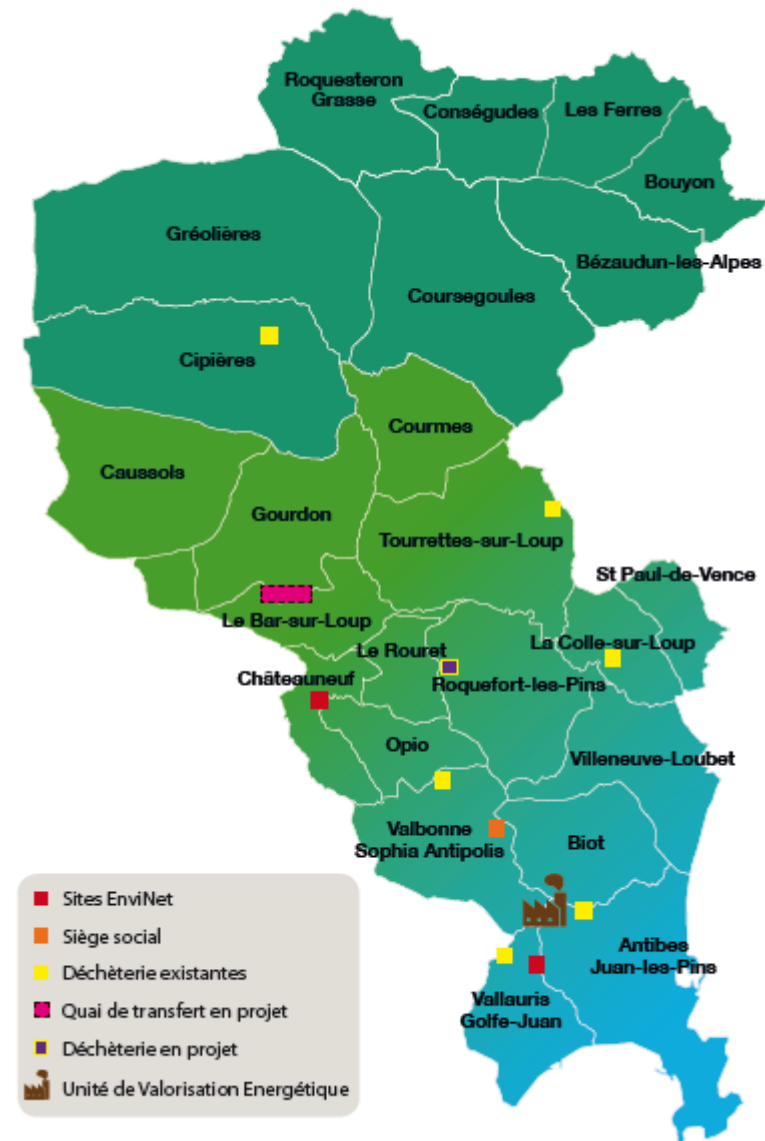 Roquesteron
Grasse
Conségudes
Les Ferres
Bouyon
Gréolières
Bézaudun-les-Alpes
Coursegoules
Cipières
Courmes
Caussols
Gourdon
Tourrettes-sur-Loup
St Paul-de-Vence
Le Bar-sur-Loup
La Colle-sur-Loup
Le Rouret
Châteauneuf
Roquefort-les-Pins
Opio
Villeneuve-Loubet
Valbonne
Sophia Antipolis
Biot
Antibes
Juan-les-Pins
Vallauris
Golfe-Juan
Sites EnviNet
Siège social
Déchèterie existantes
Quai de transfert en projet
Déchèterie en projet
Unité de Valorisation Energétique